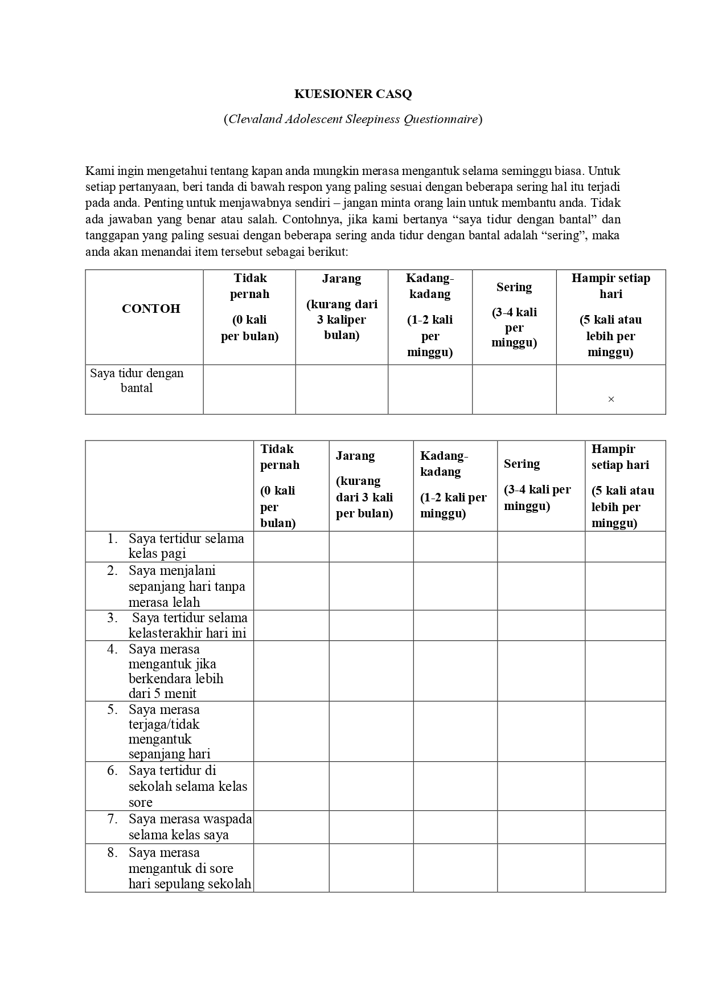 KUESIONER CASQ
(Clevaland Adolescent Sleepiness Questionnaire)
Kami ingin mengetahui tentang kapan anda mungkin merasa mengantuk selama seminggu biasa. Untuk
setiap pertanyaan, beri tanda di bawah respon yang paling sesuai dengan beberapa sering hal itu terjadi
pada anda. Penting untuk menjawabnya sendiri – jangan minta orang lain untuk membantu anda. Tidak
ada jawaban yang benar atau salah. Contohnya, jika kami bertanya “saya tidur dengan bantal” dan
tanggapan yang paling sesuai dengan beberapa sering anda tidur dengan bantal adalah “sering”, maka
anda akan menandai item tersebut sebagai berikut:
CONTOH
Tidak
pernah
(0 kali
per bulan)
Jarang
(kurang dari
3 kaliper
bulan)
Kadang-
kadang
(1-2 kali
per
minggu)
Sering
(3-4 kali
per
minggu)
Hampir setiap
hari
(5 kali atau
lebih per
minggu)
Saya tidur dengan
bantal
×
Tidak
pernah
(0 kali
per
bulan)
Jarang
(kurang
dari 3 kali
per bulan)
Kadang-
kadang
(1-2 kali per
minggu)
Sering
(3-4 kali per
minggu)
Hampir
setiap hari
(5 kali atau
lebih per
minggu)
1. Saya tertidur selama
kelas pagi
2. Saya menjalani
sepanjang hari tanpa
merasa lelah
3. Saya tertidur selama
kelasterakhir hari ini
4. Saya merasa
mengantuk jika
berkendara lebih
dari 5 menit
5. Saya merasa
terjaga/tidak
mengantuk
sepanjang hari
6. Saya tertidur di
sekolah selama kelas
sore
7. Saya merasa waspada
selama kelas saya
8. Saya merasa
mengantuk di sore
hari sepulang sekolah